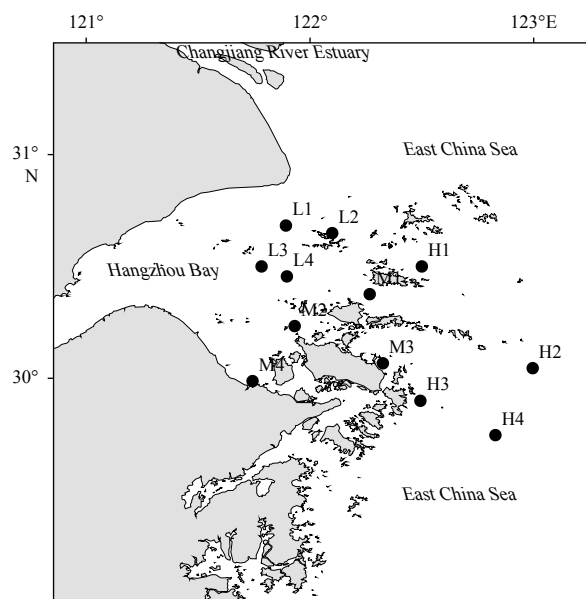 121° 122° 123°E
Changjiang River Estuary
31°
N
East China Sea
L1 L2
L3 L4 H1
Hangzhou Bay
M1
M2
M3 H2
30°
M4
H3
H4
East China Sea